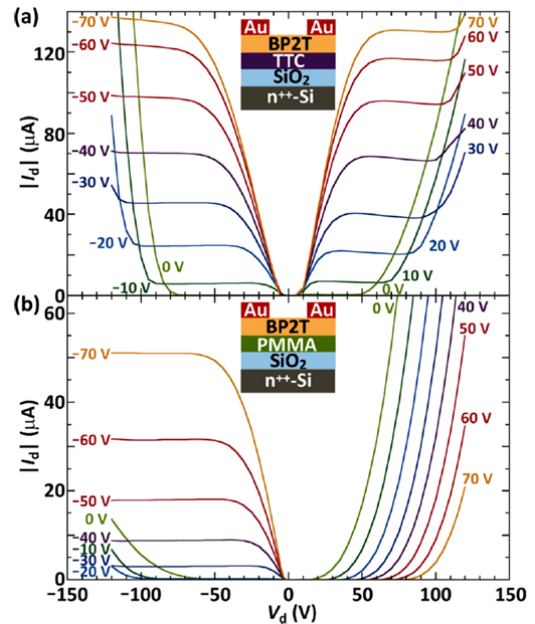 (a)
−70 V
−60 V
−50 V
−40 V
−30 V
−20 V
−10 V
0 V
Au Au
BP2T
TTC
SiO₂
n⁺⁺-Si
70 V
60 V
50 V
40 V
30 V
20 V
10 V
0 V
120
80
40
0
|I_d| (μA)
(b)
−70 V
−60 V
−50 V
0 V
−40 V
−10 V
−30 V
−20 V
Au Au
BP2T
PMMA
SiO₂
n⁺⁺-Si
0 V
40 V
50 V
60 V
70 V
60
40
20
0
|I_d| (μA)
−150 −100 −50 0 50 100 150
V_d (V)